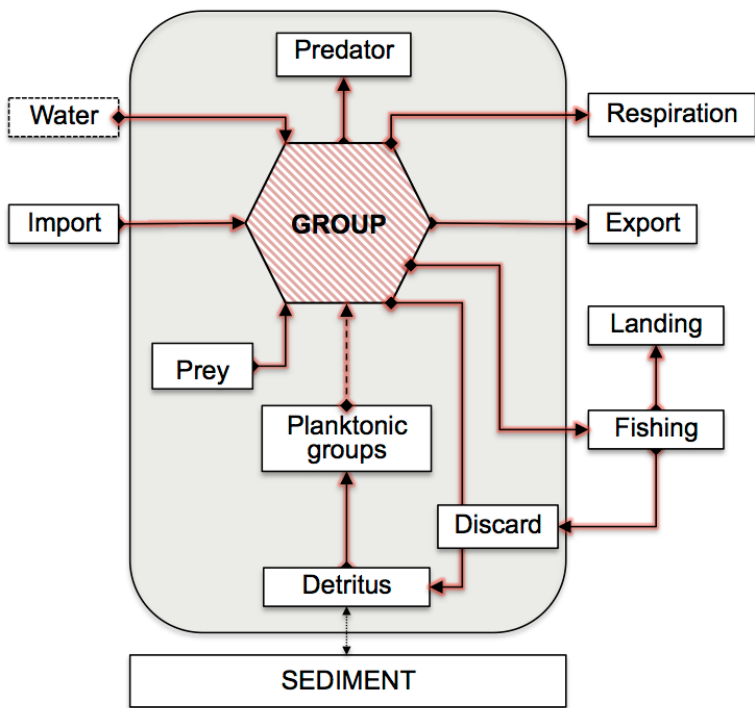 Predator
Water
Respiration
Import
GROUP
Export
Landing
Prey
Planktonic
groups
Fishing
Discard
Detritus
SEDIMENT